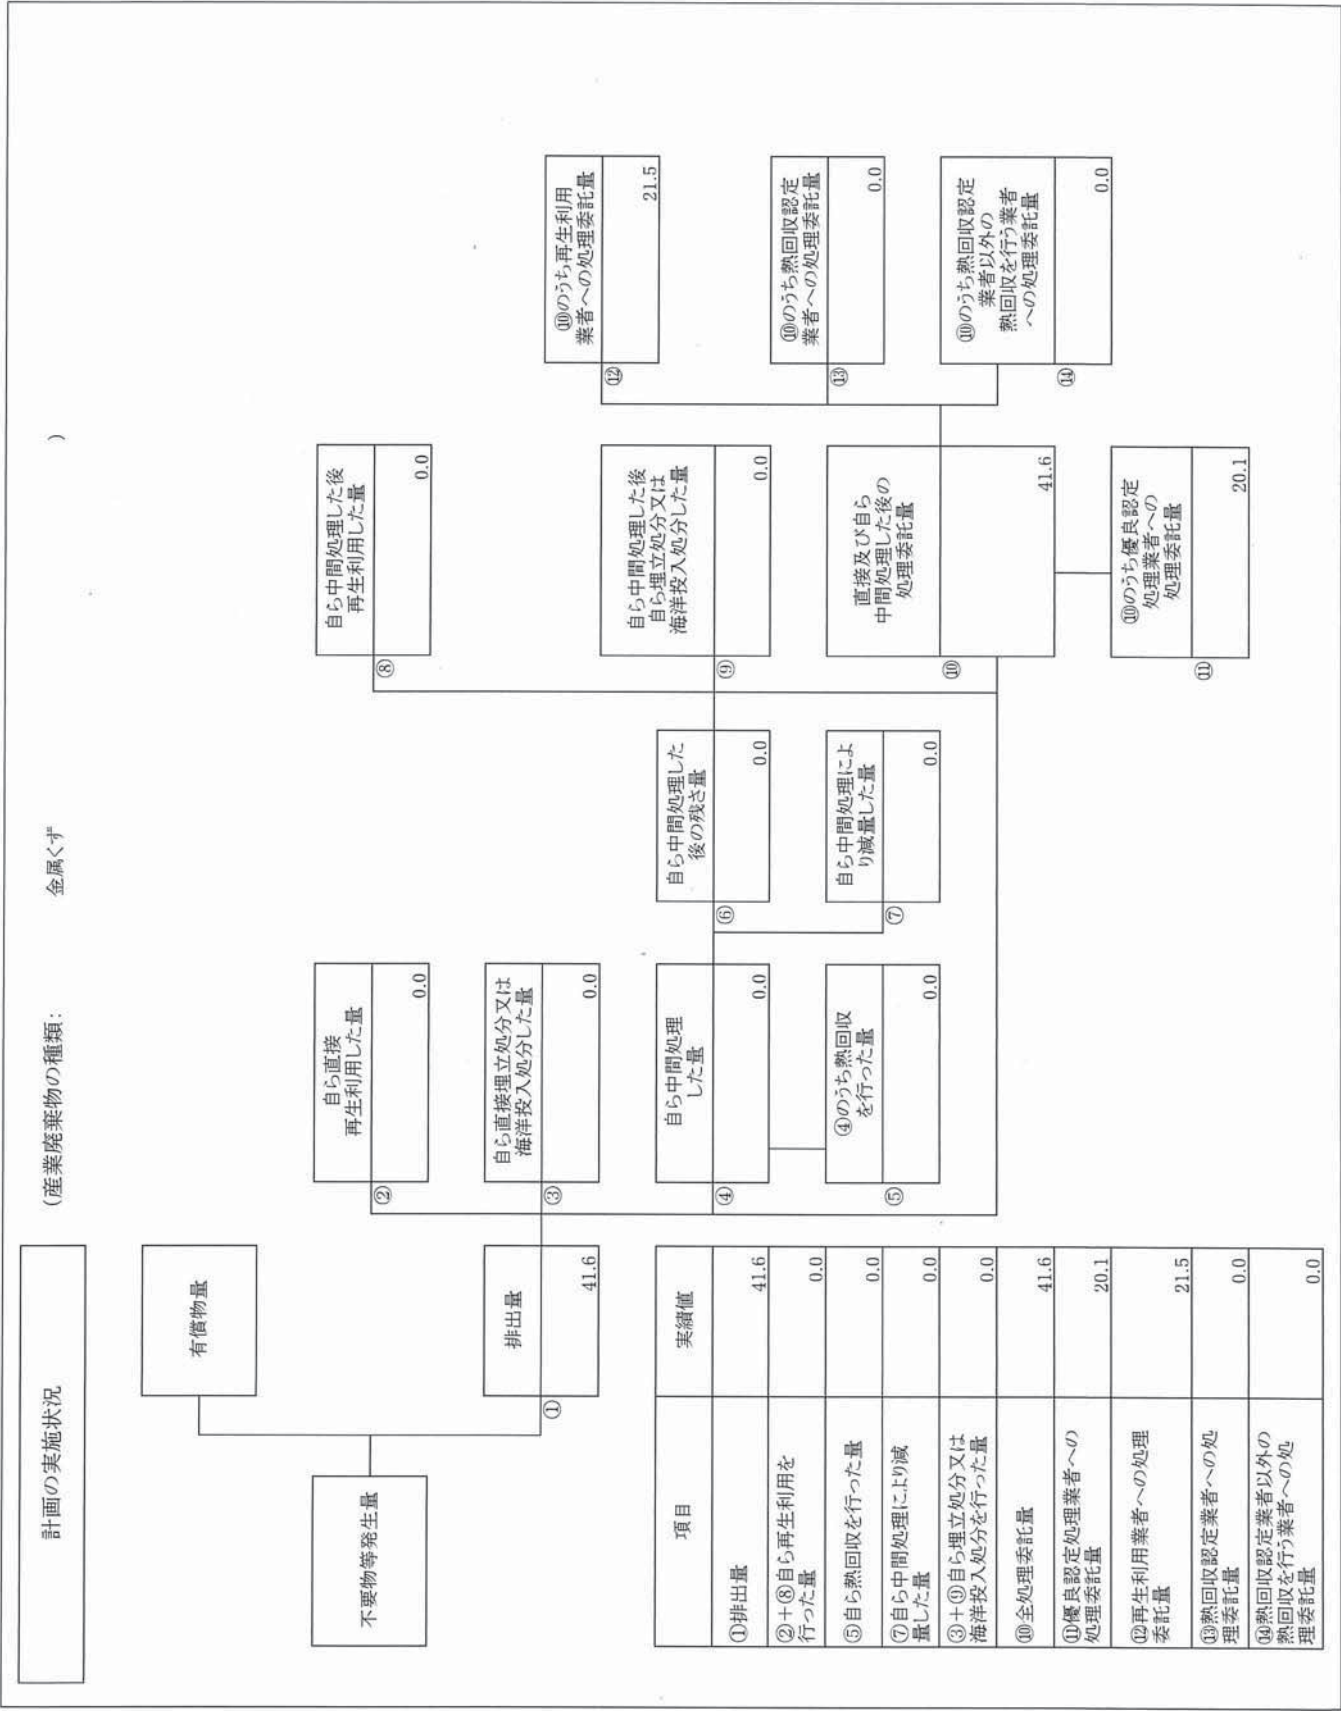 計画の実施状況
(産業廃棄物の種類: 金属くず )
不要物等発生量
有償物量
排出量
①
41.6
自ら直接
再生利用した量
②
0.0
自ら直接埋立処分又は
海洋投入処分した量
③
0.0
自ら中間処理
した量
④
0.0
④のうち熱回収
を行った量
⑤
0.0
自ら中間処理した
後の残さ量
⑥
0.0
自ら中間処理によ
り減量した量
⑦
0.0
自ら中間処理した後
再生利用した量
⑧
0.0
自ら中間処理した後
自ら埋立処分又は
海洋投入処分した量
⑨
0.0
直接及び自ら
中間処理した後の
処理委託量
⑩
41.6
⑩のうち優良認定
処理業者への
処理委託量
⑪
20.1
⑩のうち再生利用
業者への処理委託量
⑫
21.5
⑩のうち熱回収認定
業者への処理委託量
⑬
0.0
⑩のうち熱回収認定
業者以外の
熱回収を行う業者
への処理委託量
⑭
0.0
項目 実績値
①排出量 41.6
②+⑧自ら再生利用を
行った量 0.0
⑤自ら熱回収を行った量 0.0
⑦自ら中間処理により減
量した量 0.0
③+⑨自ら埋立処分又は
海洋投入処分を行った量 0.0
⑩全処理委託量 41.6
⑪優良認定処理業者への
処理委託量 20.1
⑫再生利用業者への処理
委託量 21.5
⑬熱回収認定業者への処
理委託量 0.0
⑭熱回収認定業者以外の
熱回収を行う業者への処
理委託量 0.0